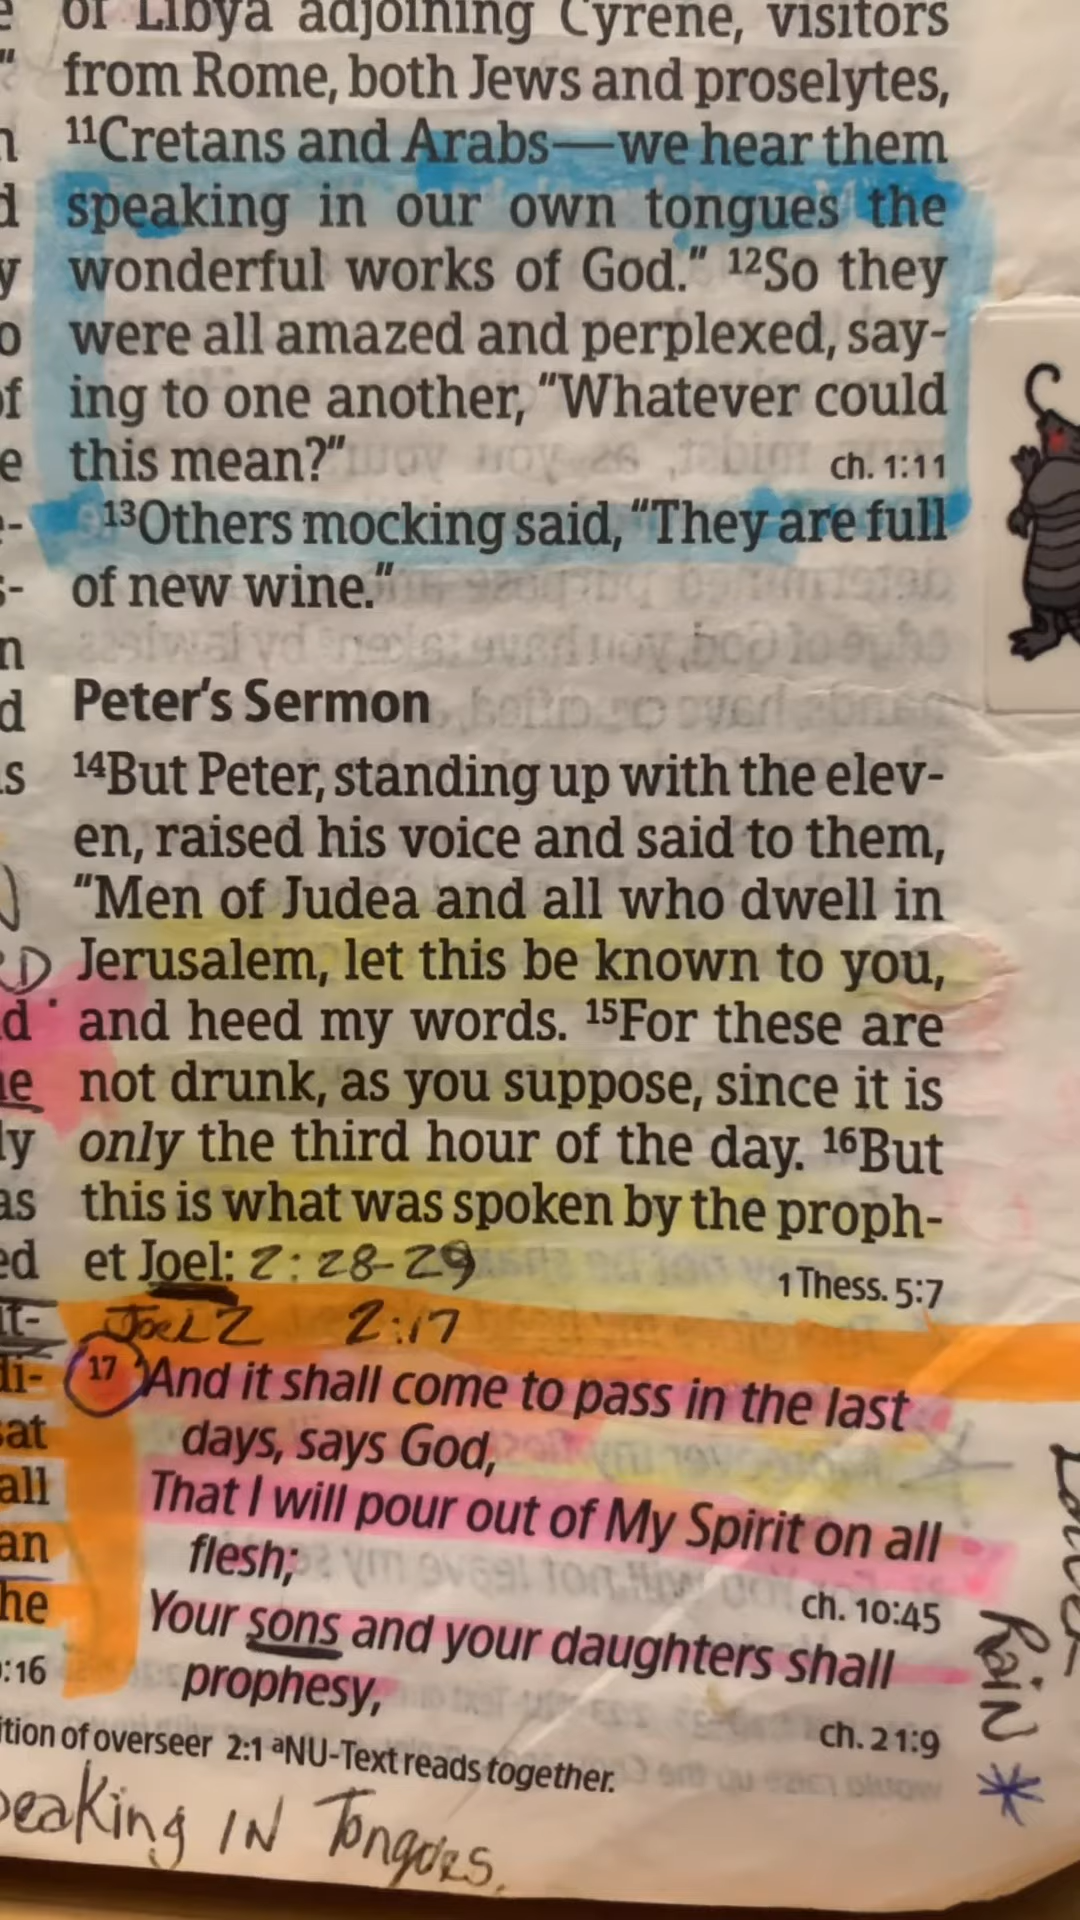 of Libya adjoining Cyrene, visitors
from Rome, both Jews and proselytes,
¹¹Cretans and Arabs—we hear them
speaking in our own tongues the
wonderful works of God.” ¹²So they
were all amazed and perplexed, say-
ing to one another, “Whatever could
this mean?” ch. 1:11
¹³Others mocking said, “They are full
of new wine.”
Peter’s Sermon
¹⁴But Peter, standing up with the elev-
en, raised his voice and said to them,
“Men of Judea and all who dwell in
Jerusalem, let this be known to you,
and heed my words. ¹⁵For these are
not drunk, as you suppose, since it is
only the third hour of the day. ¹⁶But
this is what was spoken by the proph-
et Joel: 2:28-29 1 Thess. 5:7
Joel 2 2:17
¹⁷ ‘And it shall come to pass in the last
days, says God,
That I will pour out of My Spirit on all
flesh; ch. 10:45
Your sons and your daughters shall
prophesy, ch. 21:9
ition of overseer 2:1 ᵃNU-Text reads together.
peaking IN Tongues.
Rain *